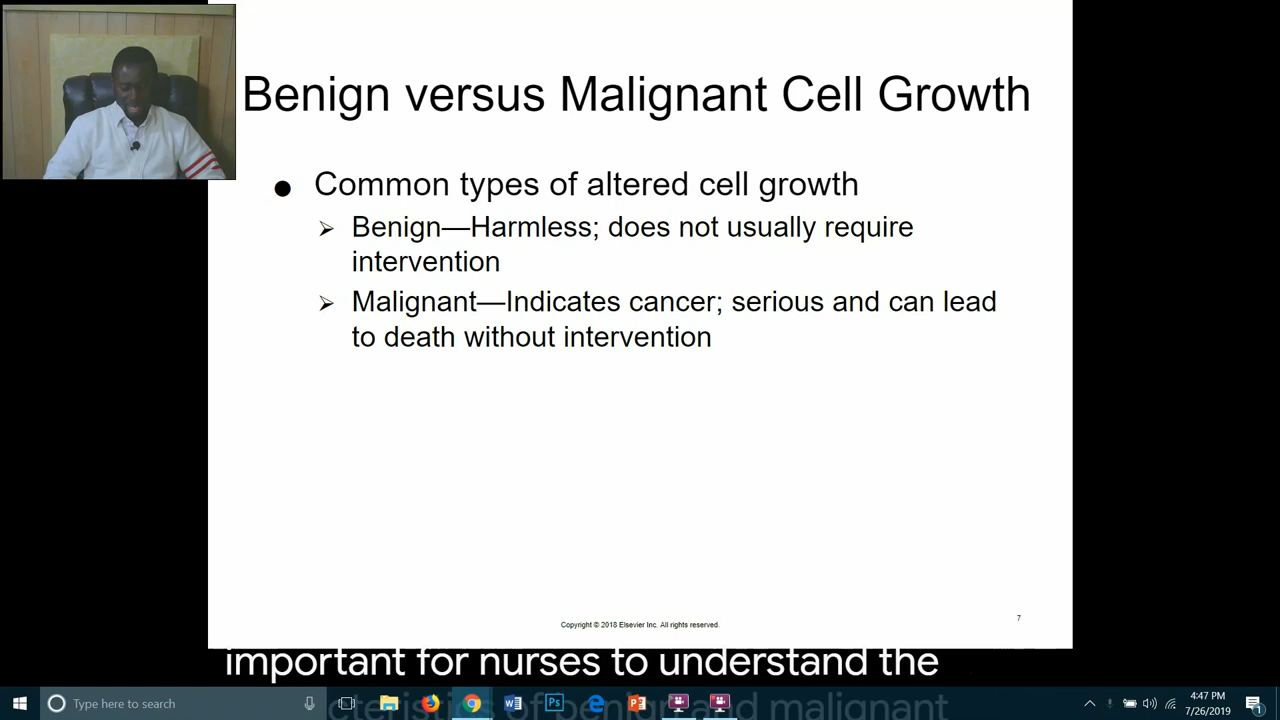 Benign versus Malignant Cell Growth
● Common types of altered cell growth
➢ Benign—Harmless; does not usually require
intervention
➢ Malignant—Indicates cancer; serious and can lead
to death without intervention
7
Copyright © 2018 Elsevier Inc. All rights reserved.
important for nurses to understand the
cteristics of benign and malignant
Type here to search
4:47 PM
7/26/2019